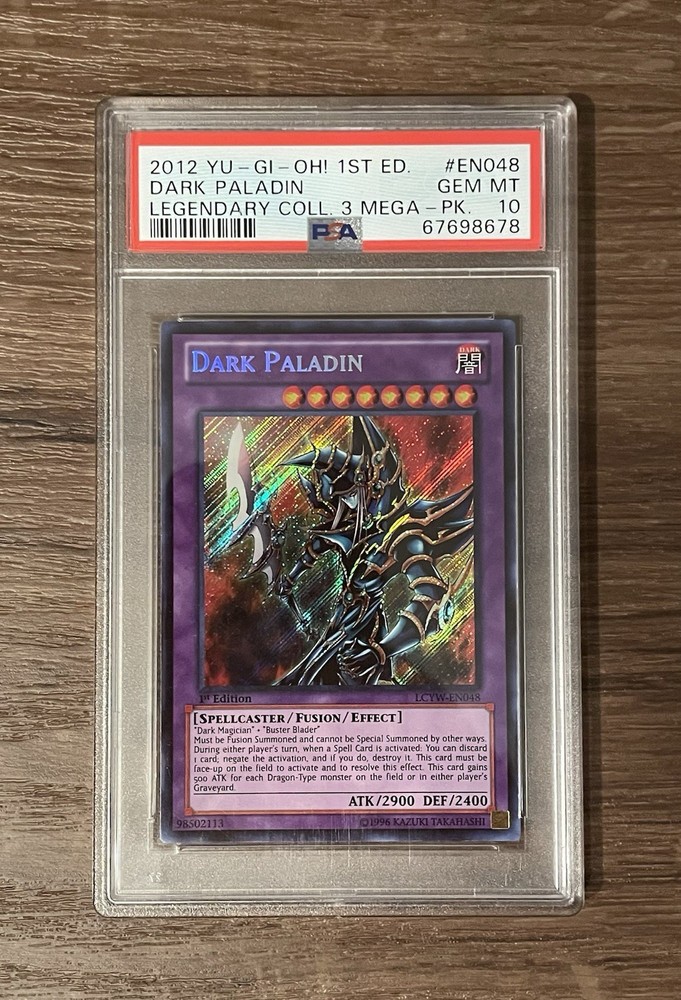 2012 YU-GI-OH! 1ST ED. #EN048
DARK PALADIN GEM MT
LEGENDARY COLL. 3 MEGA-PK. 10
PSA 67698678
DARK PALADIN
DARK
闇
1st Edition LCYW-EN048
[SPELLCASTER/FUSION/EFFECT]
"Dark Magician" + "Buster Blader"
Must be Fusion Summoned and cannot be Special Summoned by other ways.
During either player's turn, when a Spell Card is activated: You can discard
1 card; negate the activation, and if you do, destroy it. This card must be
face-up on the field to activate and to resolve this effect. This card gains
500 ATK for each Dragon-Type monster on the field or in either player's
Graveyard.
ATK/2900 DEF/2400
98502113 ©1996 KAZUKI TAKAHASHI